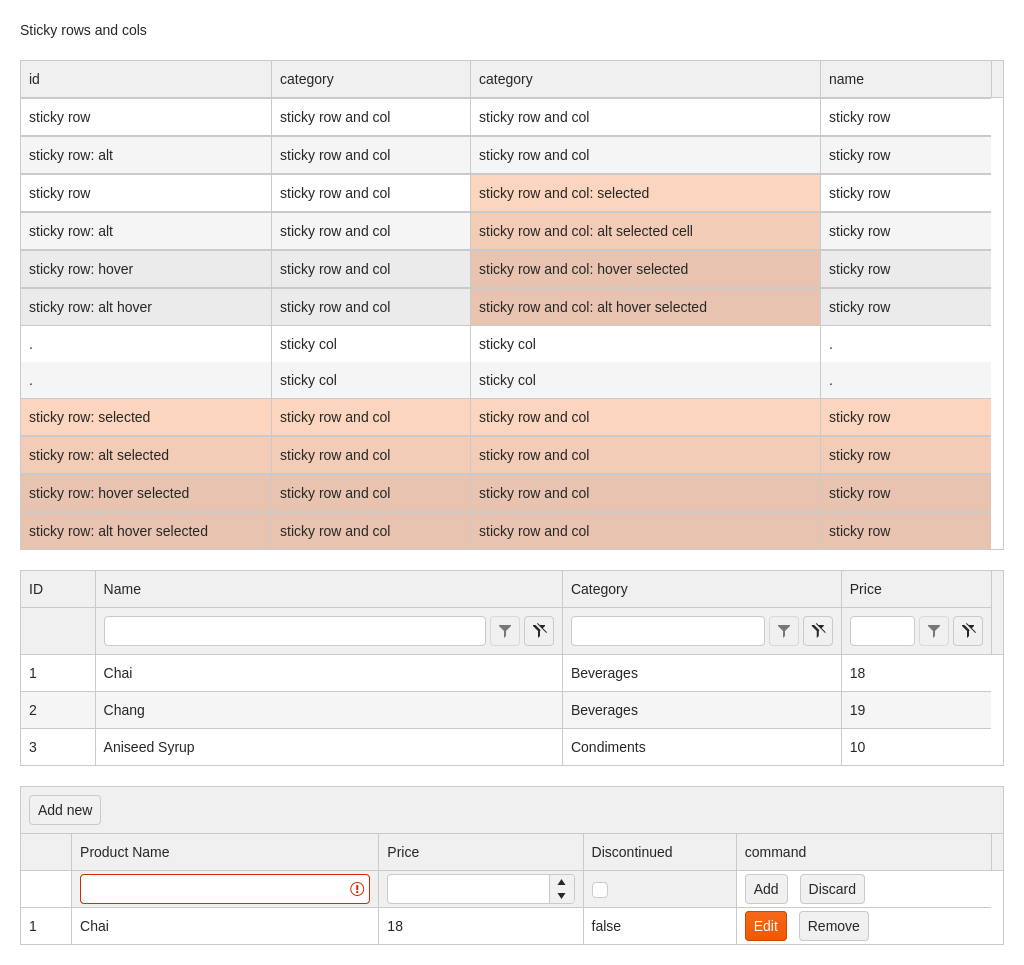 Sticky rows and cols
id category category name
sticky row sticky row and col sticky row and col sticky row
sticky row: alt sticky row and col sticky row and col sticky row
sticky row sticky row and col sticky row and col: selected sticky row
sticky row: alt sticky row and col sticky row and col: alt selected cell sticky row
sticky row: hover sticky row and col sticky row and col: hover selected sticky row
sticky row: alt hover sticky row and col sticky row and col: alt hover selected sticky row
. sticky col sticky col .
. sticky col sticky col .
sticky row: selected sticky row and col sticky row and col sticky row
sticky row: alt selected sticky row and col sticky row and col sticky row
sticky row: hover selected sticky row and col sticky row and col sticky row
sticky row: alt hover selected sticky row and col sticky row and col sticky row
ID Name Category Price
1 Chai Beverages 18
2 Chang Beverages 19
3 Aniseed Syrup Condiments 10
Add new
Product Name Price Discontinued command
Add Discard
1 Chai 18 false Edit Remove